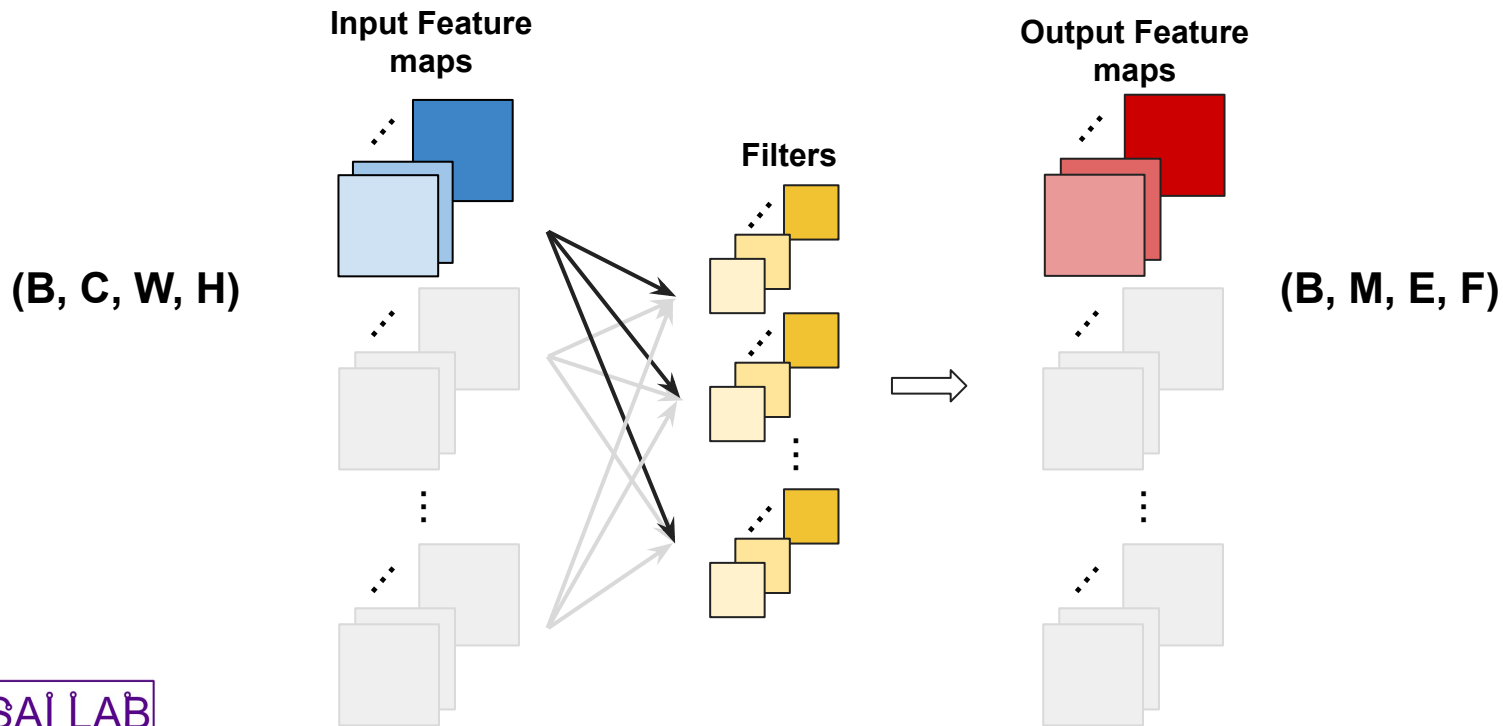 Input Feature
maps
Output Feature
maps
Filters
(B, C, W, H)
(B, M, E, F)
SAI LAB